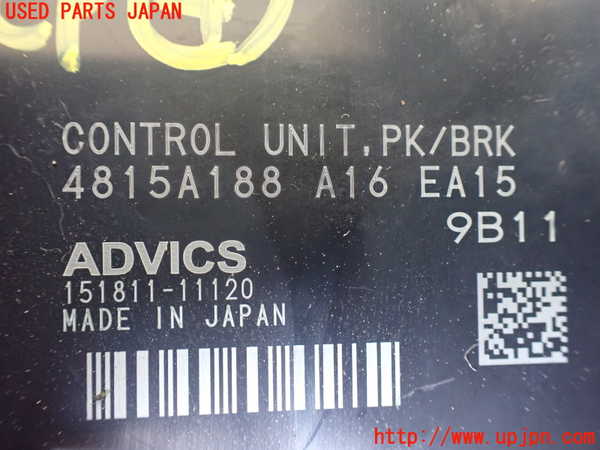 USED PARTS JAPAN
CONTROL UNIT,PK/BRK
4815A188 A16 EA15
9B11
ADVICS
151811-11120
MADE IN JAPAN
http://www.upjpn.com/